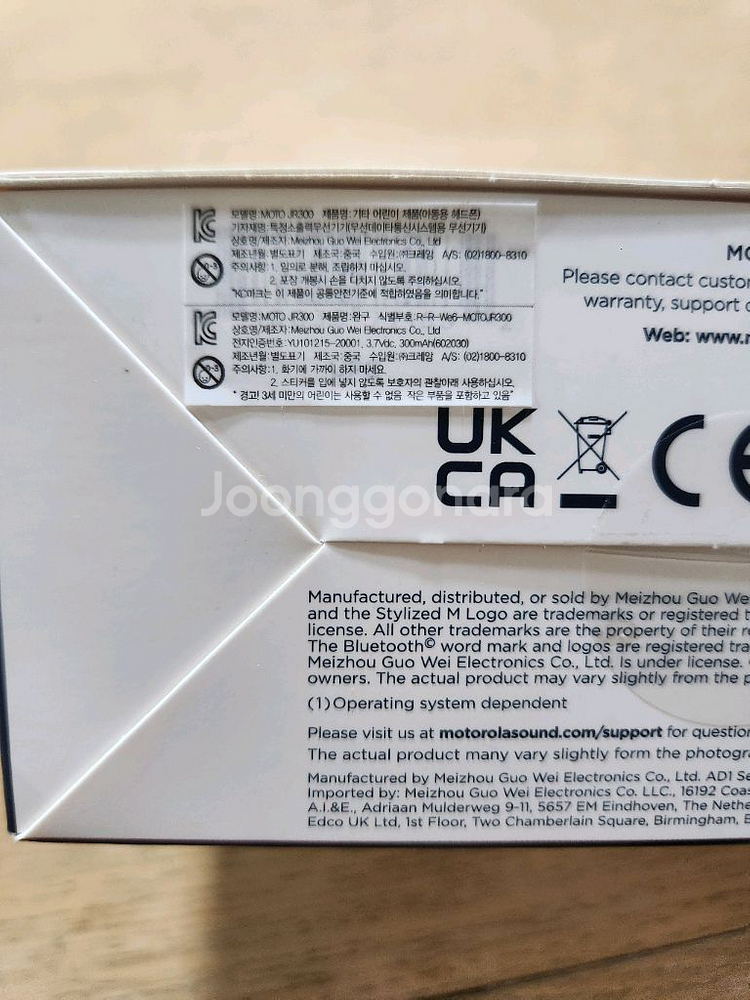 모델명: MOTO JR300 제품명: 기타 어린이 제품(아동용 헤드폰)
기자재명: 특정소출력무선기기(무선데이타통신시스템용 무선기기)
상호명/제조자: Meizhou Guo Wei Electronics Co., Ltd
제조년월: 별도표기 제조국: 중국 수입원: ㈜크레앙 A/S: (02)1800-8310
주의사항: 1. 임의로 분해, 조립하지 마십시오.
2. 포장 개봉시 손을 다치지 않도록 주의하십시오.
"KC마크는 이 제품이 공통안전기준에 적합하였음을 의미합니다."
모델명: MOTO JR300 제품명: 완구 식별부호: R-R-We6-MOTOJR300
상호명/제조자: Meizhou Guo Wei Electronics Co., Ltd
전지인증번호: YU101215-20001, 3.7Vdc, 300mAh(602030)
제조년월: 별도표기 제조국: 중국 수입원: ㈜크레앙 A/S: (02)1800-8310
주의사항: 1. 화기에 가까이 하지 마세요.
2. 스티커를 입에 넣지 않도록 보호자의 관찰아래 사용하십시오.
" 경고! 3세 미만의 어린이는 사용할 수 없음. 작은 부품을 포함하고 있음"
0-3
0-3
MO
Please contact custo
warranty, support o
Web: www.
UK
CA
CE
Joonggonara
Manufactured, distributed, or sold by Meizhou Guo We
and the Stylized M Logo are trademarks or registered t
license. All other trademarks are the property of their re
The Bluetooth© word mark and logos are registered tra
Meizhou Guo Wei Electronics Co., Ltd. Is under license.
owners. The actual product may vary slightly from the p
(1)Operating system dependent
Please visit us at motorolasound.com/support for question
The actual product many vary slightly form the photogra
Manufactured by Meizhou Guo Wei Electronics Co., Ltd. AD1 Se
Imported by: Meizhou Guo Wei Electronics Co. LLC., 16192 Coas
A.I.&E., Adriaan Mulderweg 9-11, 5657 EM Eindhoven, The Nethe
Edco UK Ltd, 1st Floor, Two Chamberlain Square, Birmingham, B